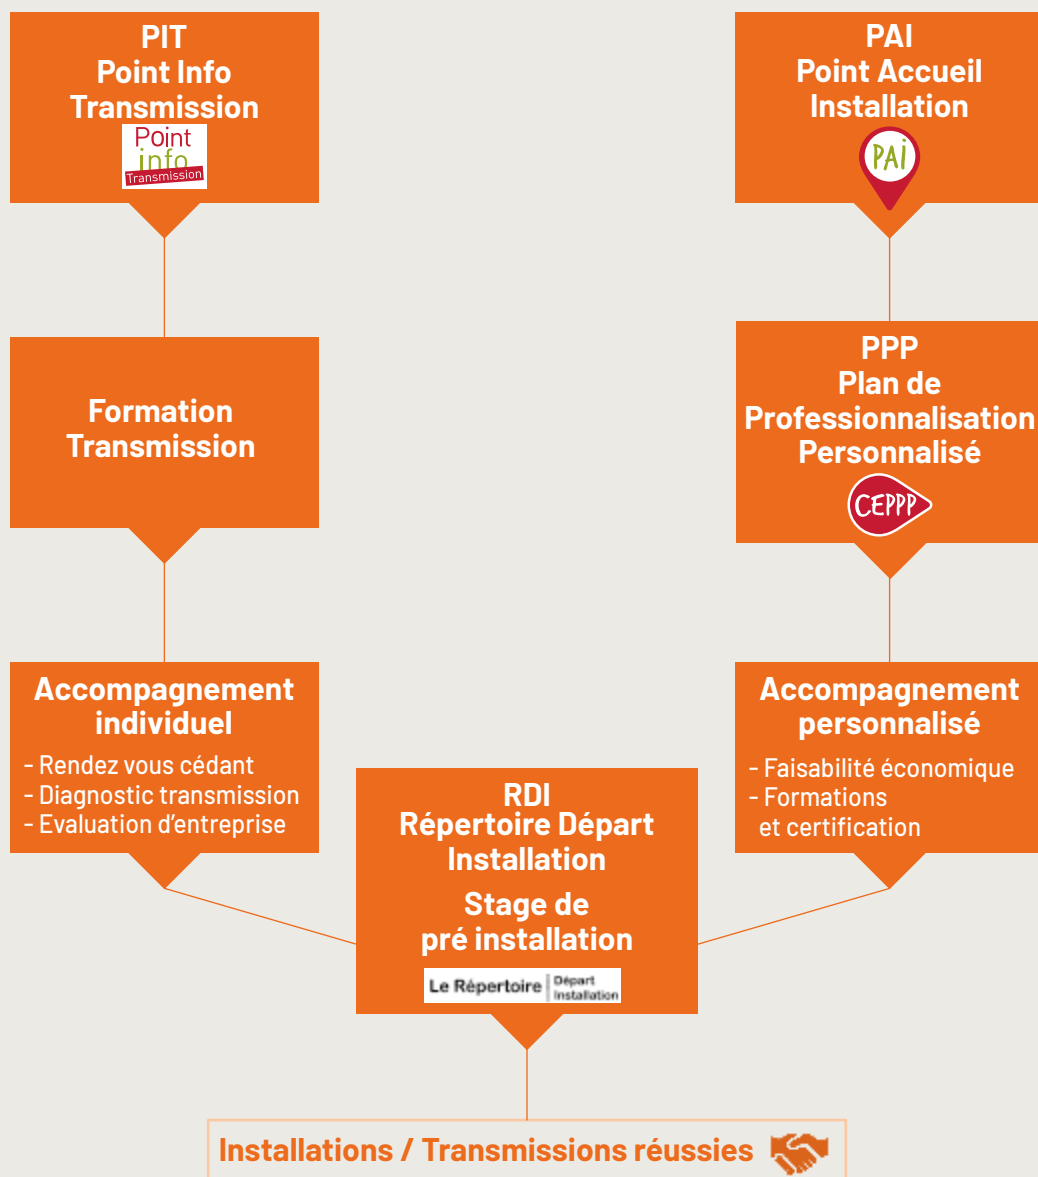 PIT
Point Info
Transmission
Point
info
Transmission
Formation
Transmission
Accompagnement
individuel
- Rendez vous cédant
- Diagnostic transmission
- Evaluation d’entreprise
PAI
Point Accueil
Installation
PAi
PPP
Plan de
Professionnalisation
Personnalisé
CEPPP
Accompagnement
personnalisé
- Faisabilité économique
- Formations
et certification
RDI
Répertoire Départ
Installation
Stage de
pré installation
Le Répertoire
Départ
Installation
Installations / Transmissions réussies